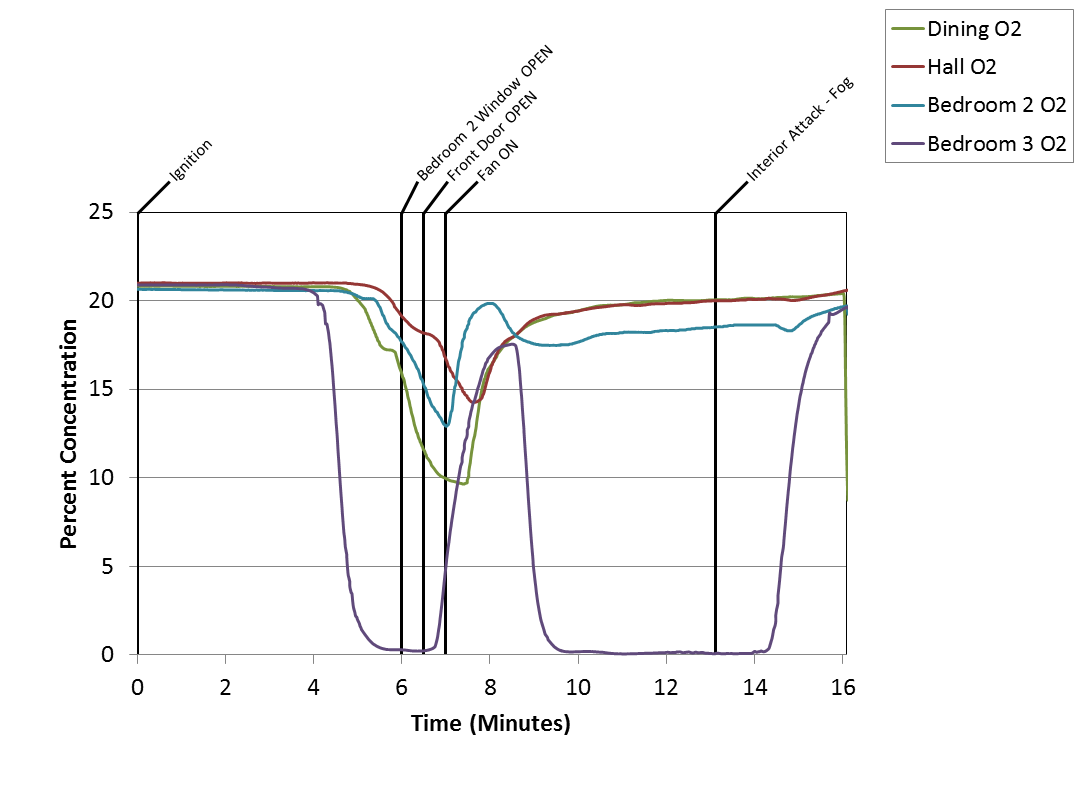 Dining O2
Hall O2
Bedroom 2 O2
Bedroom 3 O2
Ignition
Bedroom 2 Window OPEN
Front Door OPEN
Fan ON
Interior Attack - Fog
25
20
15
10
5
0
Percent Concentration
0 2 4 6 8 10 12 14 16
Time (Minutes)